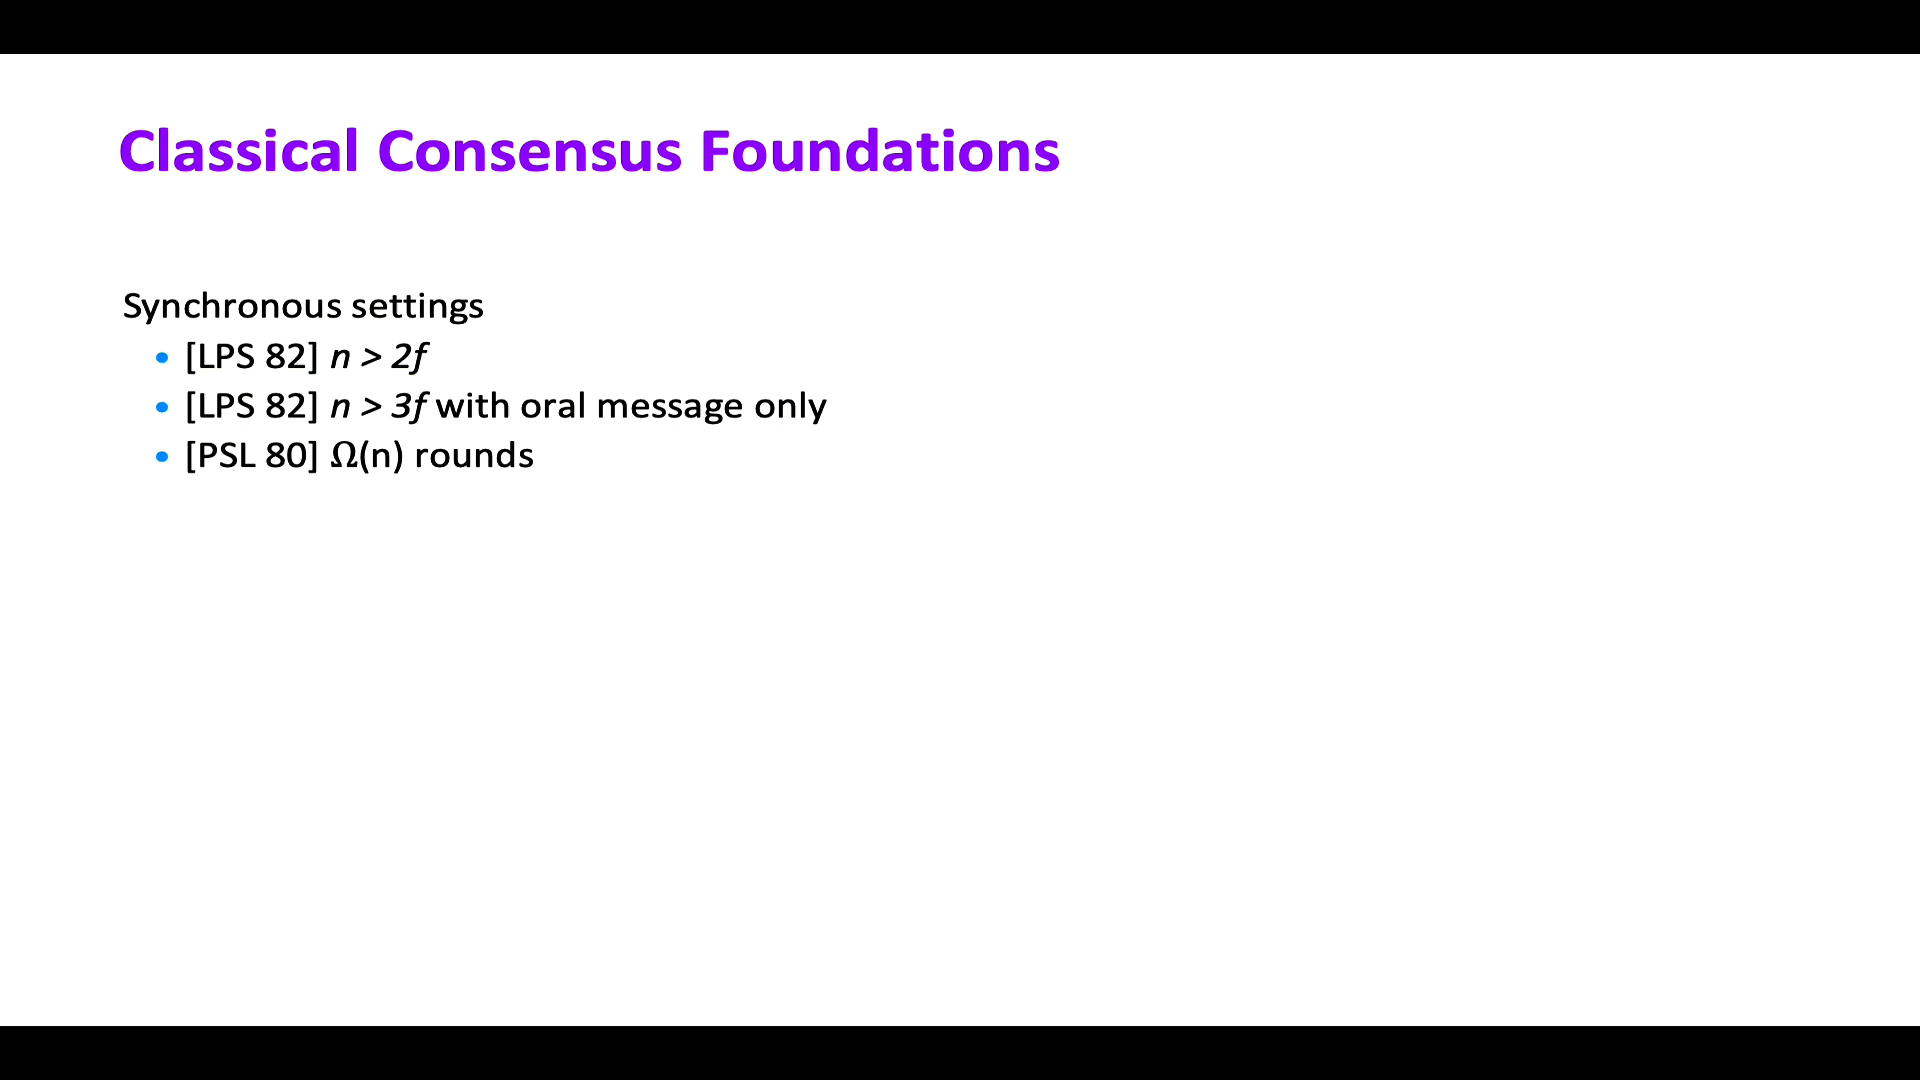 Classical Consensus Foundations
Synchronous settings
• [LPS 82] n > 2f
• [LPS 82] n > 3f with oral message only
• [PSL 80] Ω(n) rounds